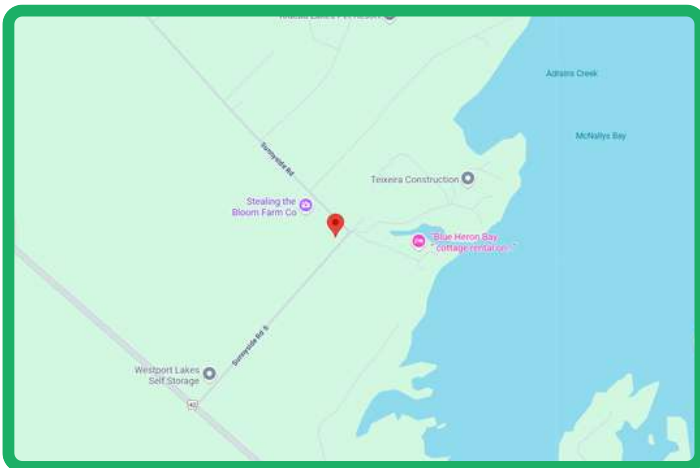 Adrains Creek
McNallys Bay
Sunnyside Rd
Teixeira Construction
Stealing the
Bloom Farm Co
"Blue Heron Bay
cottage rental on..."
Sunnyside Rd S
Westport Lakes
Self Storage
42